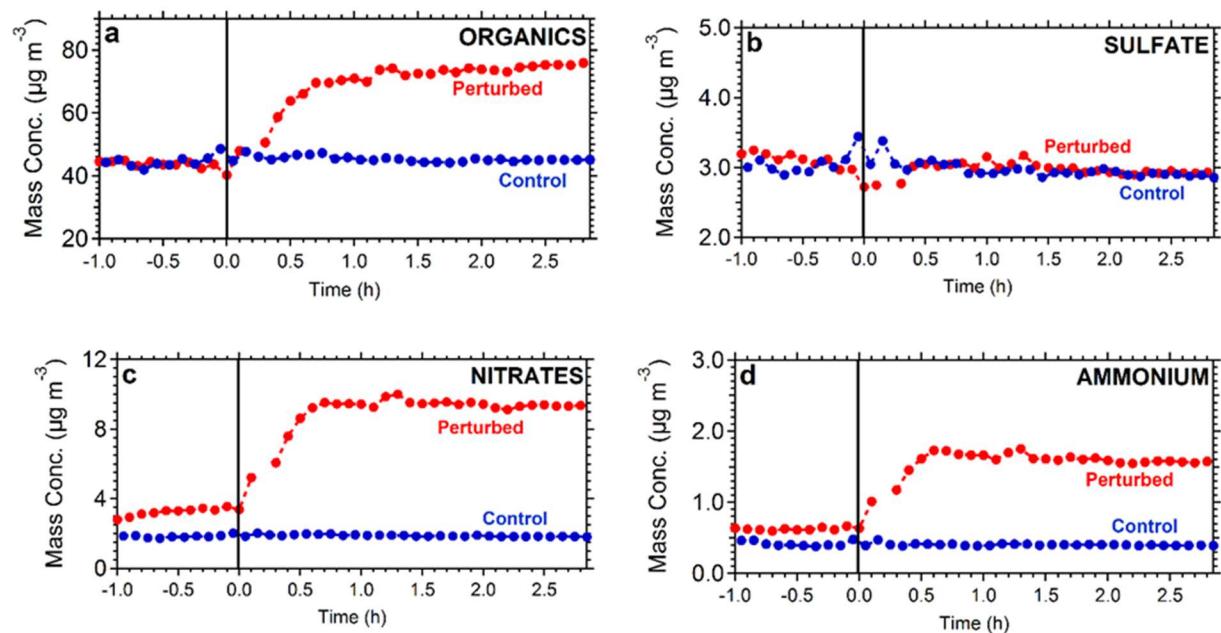 a
ORGANICS
Mass Conc. (µg m⁻³)
80
60
40
20
Perturbed
Control
-1.0 -0.5 0.0 0.5 1.0 1.5 2.0 2.5
Time (h)
b
SULFATE
Mass Conc. (µg m⁻³)
5.0
4.0
3.0
2.0
Perturbed
Control
-1.0 -0.5 0.0 0.5 1.0 1.5 2.0 2.5
Time (h)
c
NITRATES
Mass Conc. (µg m⁻³)
12
8
4
0
Perturbed
Control
-1.0 -0.5 0.0 0.5 1.0 1.5 2.0 2.5
Time (h)
d
AMMONIUM
Mass Conc. (µg m⁻³)
3.0
2.0
1.0
0.0
Perturbed
Control
-1.0 -0.5 0.0 0.5 1.0 1.5 2.0 2.5
Time (h)